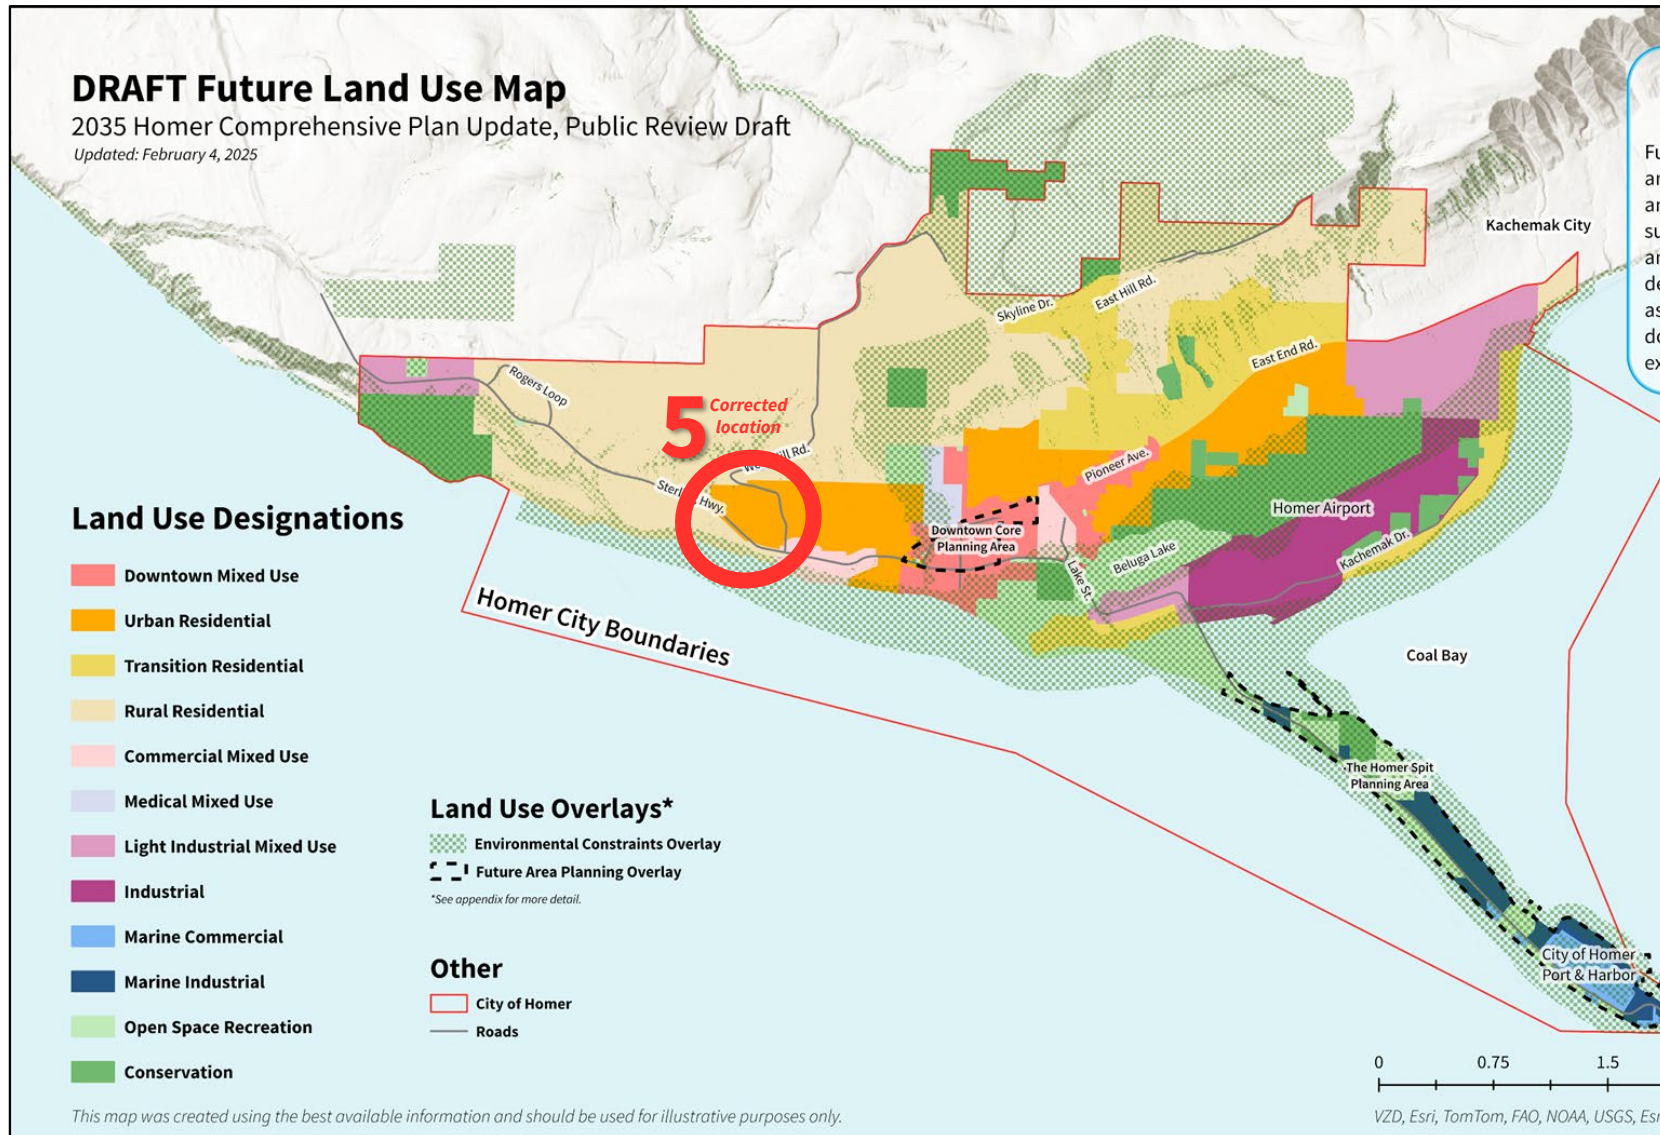 DRAFT Future Land Use Map
2035 Homer Comprehensive Plan Update, Public Review Draft
Updated: February 4, 2025
Kachemak City
Skyline Dr.
East Hill Rd.
East End Rd.
Rogers Loop
5
Corrected
location
Hill Rd.
Pioneer Ave.
Hwy.
Homer Airport
Downtown Core
Planning Area
Beluga Lake
Kachemak Dr.
Lake St.
Homer City Boundaries
Coal Bay
The Homer Spit
Planning Area
City of Homer
Port & Harbor
Land Use Designations
Downtown Mixed Use
Urban Residential
Transition Residential
Rural Residential
Commercial Mixed Use
Medical Mixed Use
Light Industrial Mixed Use
Industrial
Marine Commercial
Marine Industrial
Open Space Recreation
Conservation
Land Use Overlays*
Environmental Constraints Overlay
Future Area Planning Overlay
*See appendix for more detail.
Other
City of Homer
Roads
0 0.75 1.5
This map was created using the best available information and should be used for illustrative purposes only.
VZD, Esri, TomTom, FAO, NOAA, USGS,